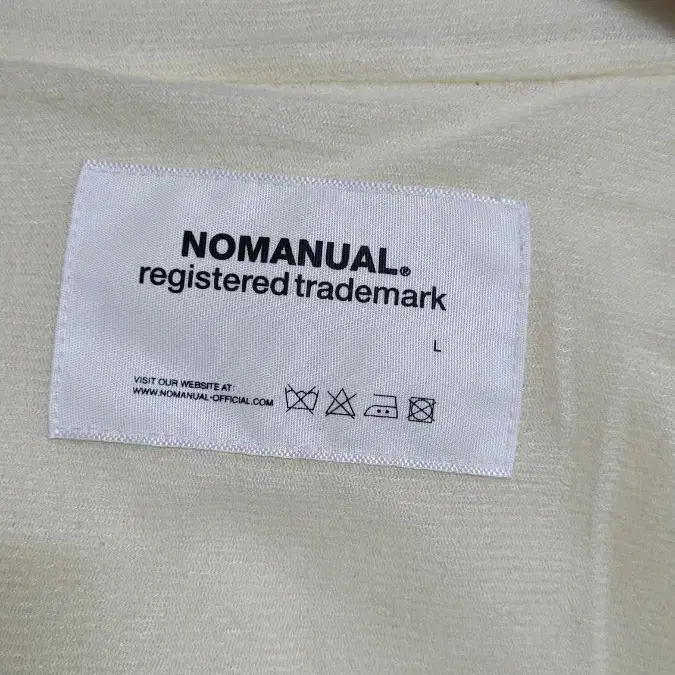 NOMANUAL®
registered trademark
L
VISIT OUR WEBSITE AT:
WWW.NOMANUAL-OFFICIAL.COM